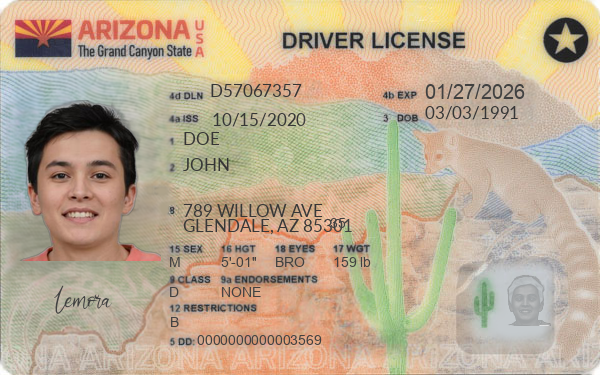 ARIZONA USA
The Grand Canyon State
DRIVER LICENSE
4d DLN D57067357
4b EXP 01/27/2026
4a ISS 10/15/2020
3 DOB 03/03/1991
1 DOE
2 JOHN
8 789 WILLOW AVE
GLENDALE, AZ 85301
15 SEX 16 HGT 18 EYES 17 WGT
M 5'-01" BRO 159 lb
9 CLASS 9a ENDORSEMENTS
D NONE
12 RESTRICTIONS
B
5 DD: 0000000000003569
Lemora
ARIZONA ARIZONA ARIZONA ARIZONA